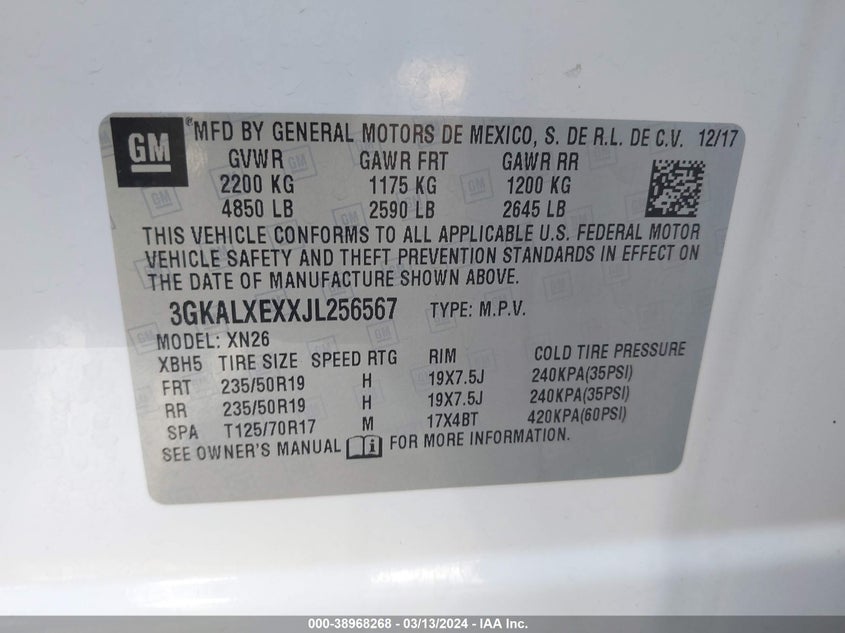 GM
®MFD BY GENERAL MOTORS DE MEXICO, S. DE R.L. DE C.V. 12/17
GVWR GAWR FRT GAWR RR
2200 KG 1175 KG 1200 KG
4850 LB 2590 LB 2645 LB
THIS VEHICLE CONFORMS TO ALL APPLICABLE U.S. FEDERAL MOTOR
VEHICLE SAFETY AND THEFT PREVENTION STANDARDS IN EFFECT ON
THE DATE OF MANUFACTURE SHOWN ABOVE.
3GKALXEXXJL256567 TYPE: M.P.V.
MODEL: XN26
XBH5 TIRE SIZE SPEED RTG RIM COLD TIRE PRESSURE
FRT 235/50R19 H 19X7.5J 240KPA(35PSI)
RR 235/50R19 H 19X7.5J 240KPA(35PSI)
SPA T125/70R17 M 17X4BT 420KPA(60PSI)
SEE OWNER'S MANUAL i FOR MORE INFORMATION.
000-38968268 - 03/13/2024 - IAA Inc.